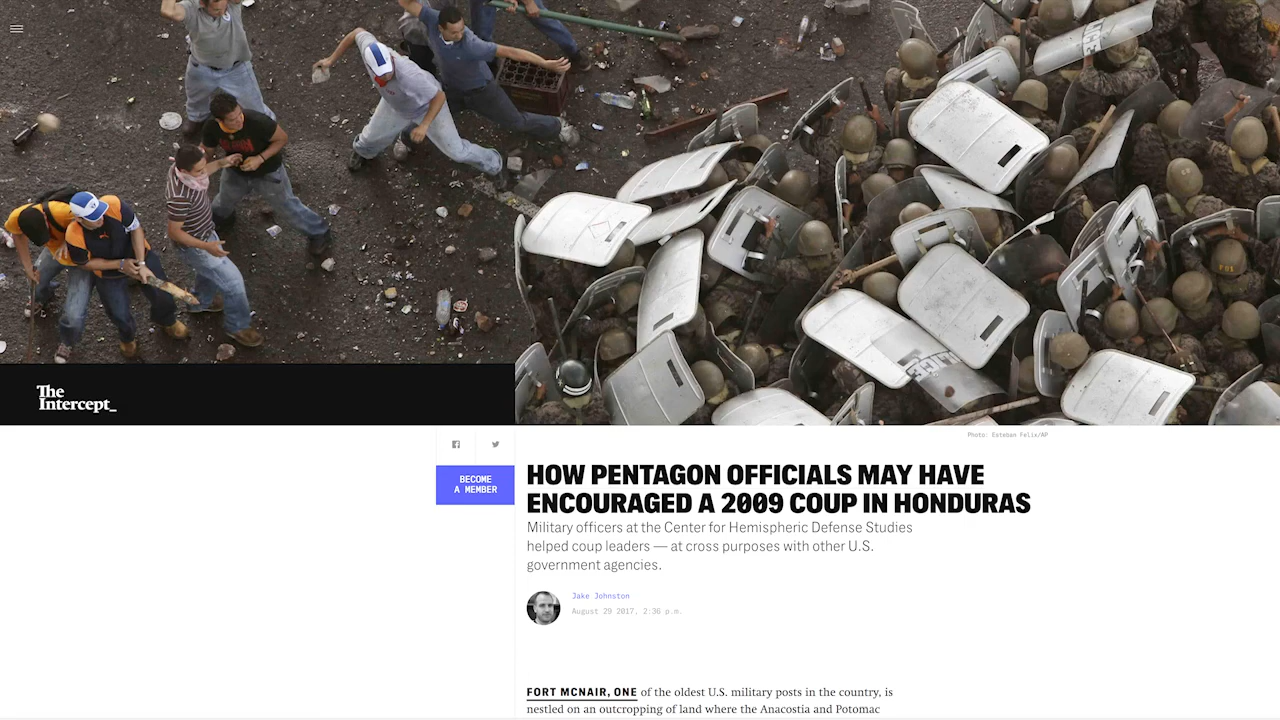 The
Intercept_
Photo: Esteban Felix/AP
BECOME
A MEMBER
HOW PENTAGON OFFICIALS MAY HAVE
ENCOURAGED A 2009 COUP IN HONDURAS
Military officers at the Center for Hemispheric Defense Studies
helped coup leaders — at cross purposes with other U.S.
government agencies.
Jake Johnston
August 29 2017, 2:36 p.m.
FORT MCNAIR, ONE of the oldest U.S. military posts in the country, is
nestled on an outcropping of land where the Anacostia and Potomac